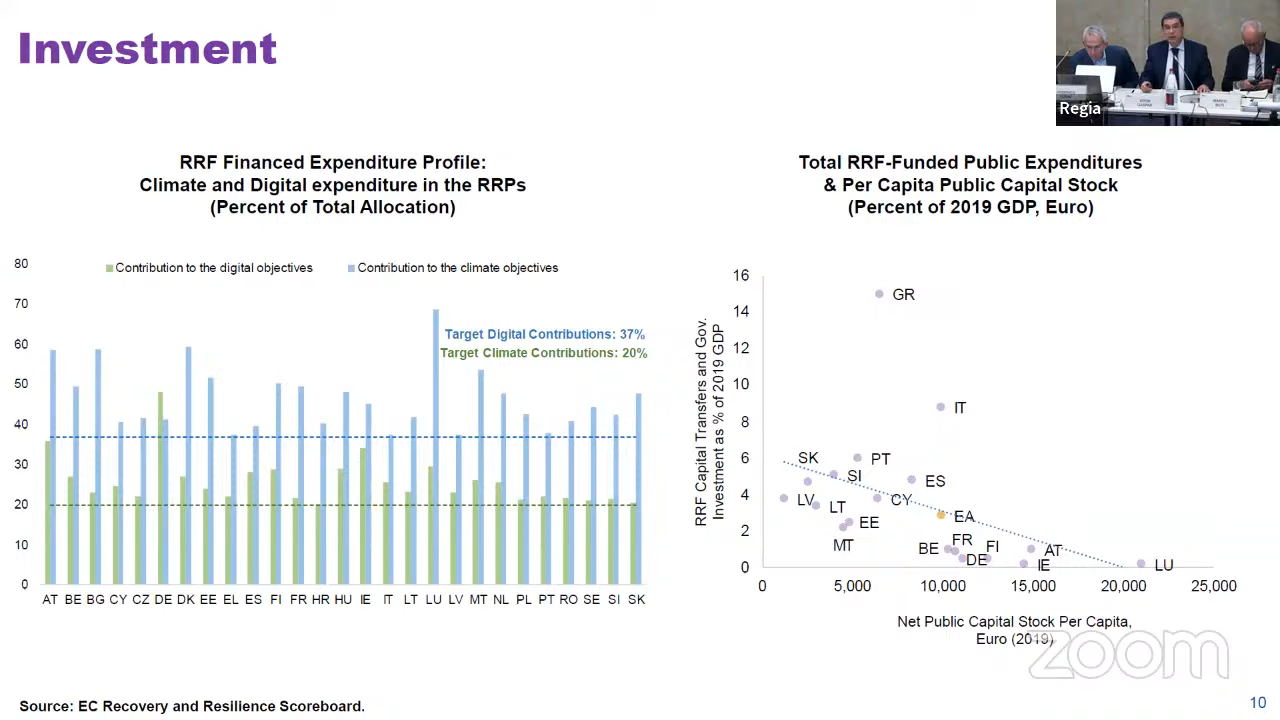 Investment
Regia
RRF Financed Expenditure Profile:
Climate and Digital expenditure in the RRPs
(Percent of Total Allocation)
80
70
60
50
40
30
20
10
0
Contribution to the digital objectives
Contribution to the climate objectives
Target Digital Contributions: 37%
Target Climate Contributions: 20%
AT BE BG CY CZ DE DK EE EL ES FI FR HR HU IE IT LT LU LV MT NL PL PT RO SE SI SK
Total RRF-Funded Public Expenditures
& Per Capita Public Capital Stock
(Percent of 2019 GDP, Euro)
RRF Capital Transfers and Gov.
Investment as % of 2019 GDP
16
14
12
10
8
6
4
2
0
GR
IT
SK
PT
SI
ES
LV
LT
CY
EE
EA
MT
BE
FR
DE
FI
AT
IE
LU
0 5,000 10,000 15,000 20,000 25,000
Net Public Capital Stock Per Capita,
Euro (2019)
zoom
Source: EC Recovery and Resilience Scoreboard.
10